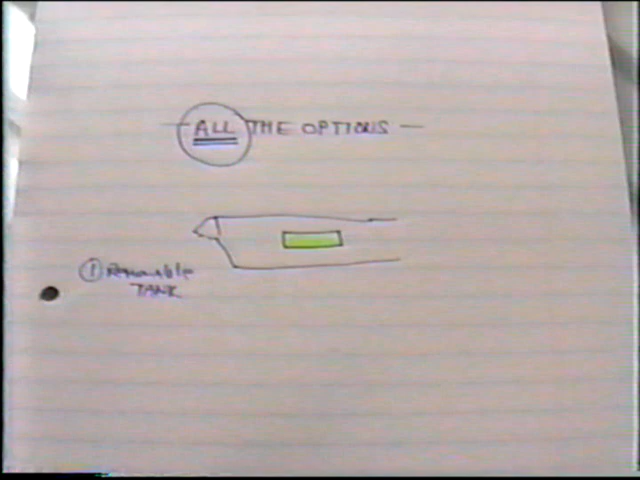 — ALL THE OPTIONS —
① Removable
TANK